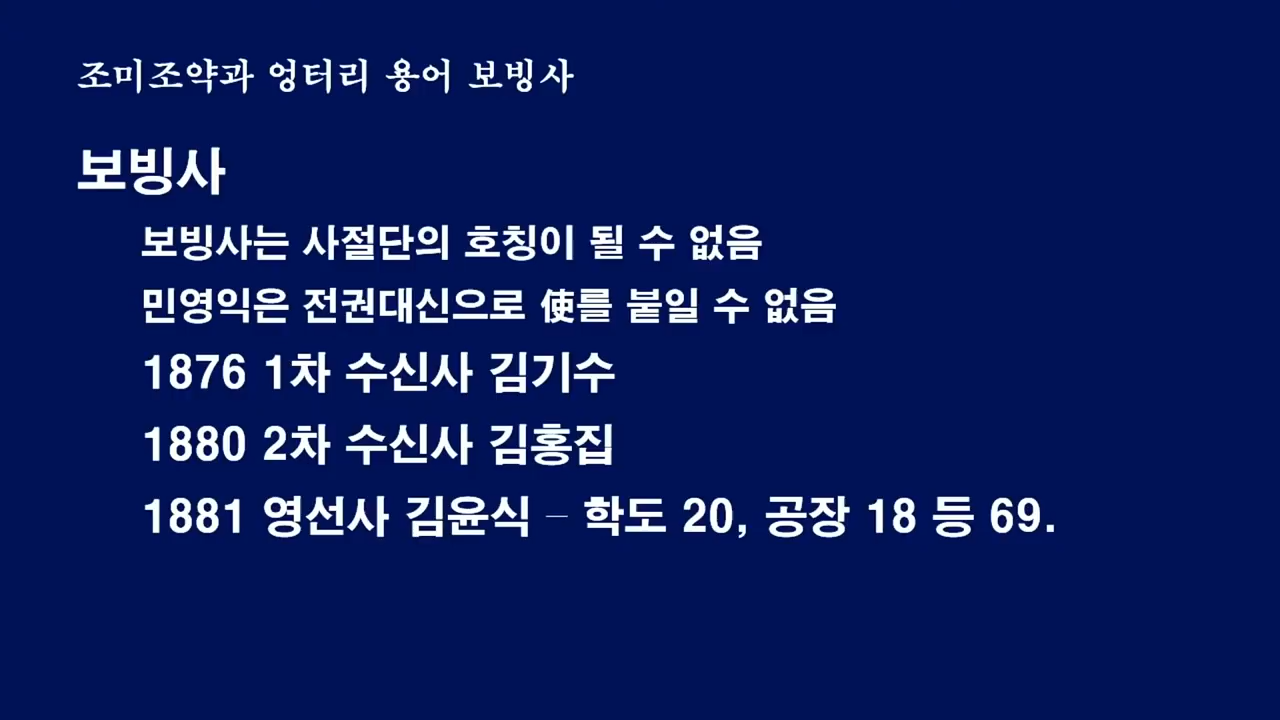 조미조약과 엉터리 용어 보빙사
보빙사
보빙사는 사절단의 호칭이 될 수 없음
민영익은 전권대신으로 使를 붙일 수 없음
1876 1차 수신사 김기수
1880 2차 수신사 김홍집
1881 영선사 김윤식 – 학도 20, 공장 18 등 69.